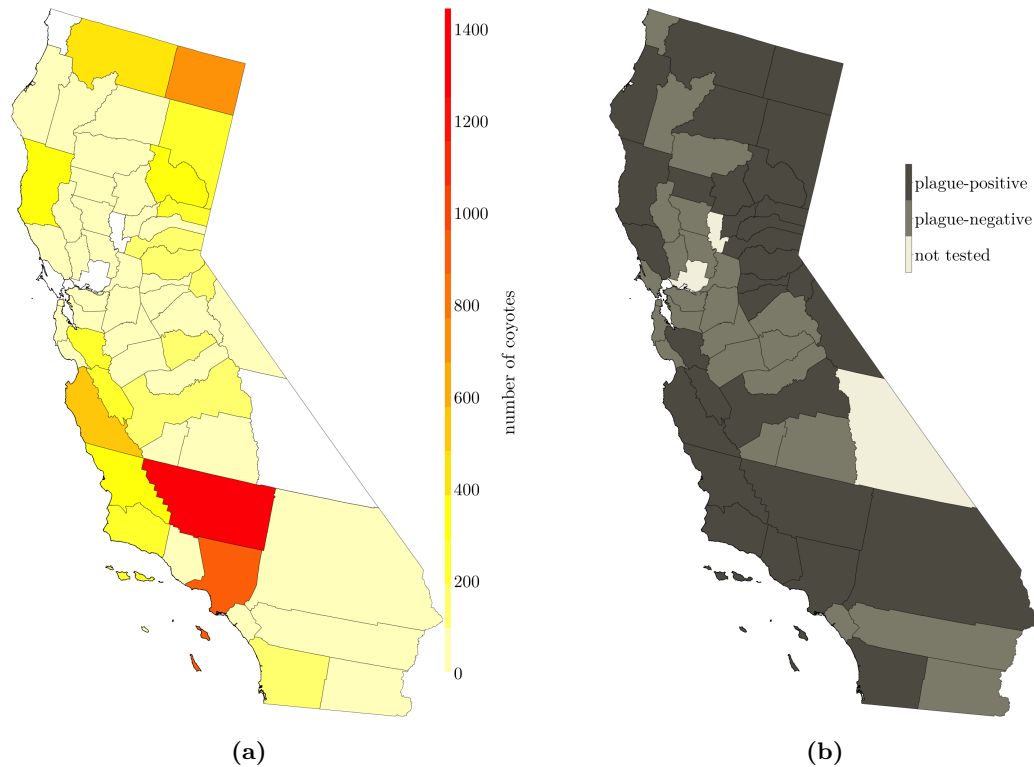 1400
1200
1000
800
600
400
200
0
number of coyotes
plague-positive
plague-negative
not tested
(a)
(b)